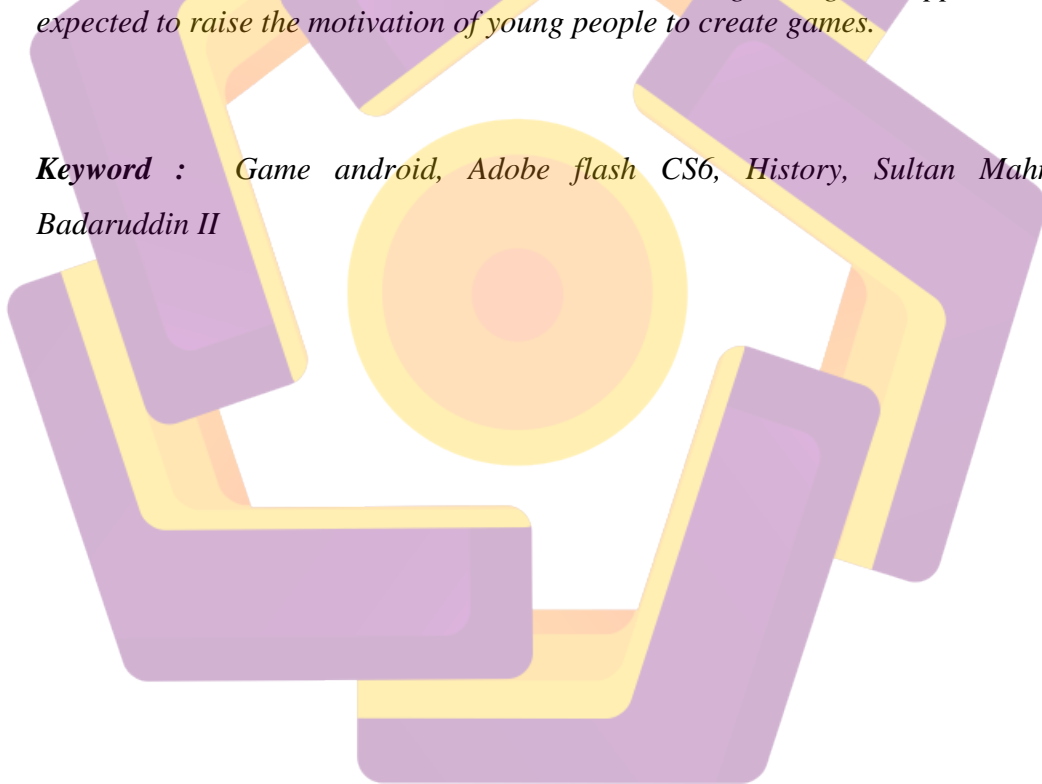 expected to raise the motivation of young people to create games.
Keyword : Game android, Adobe flash CS6, History, Sultan
Badaruddin II